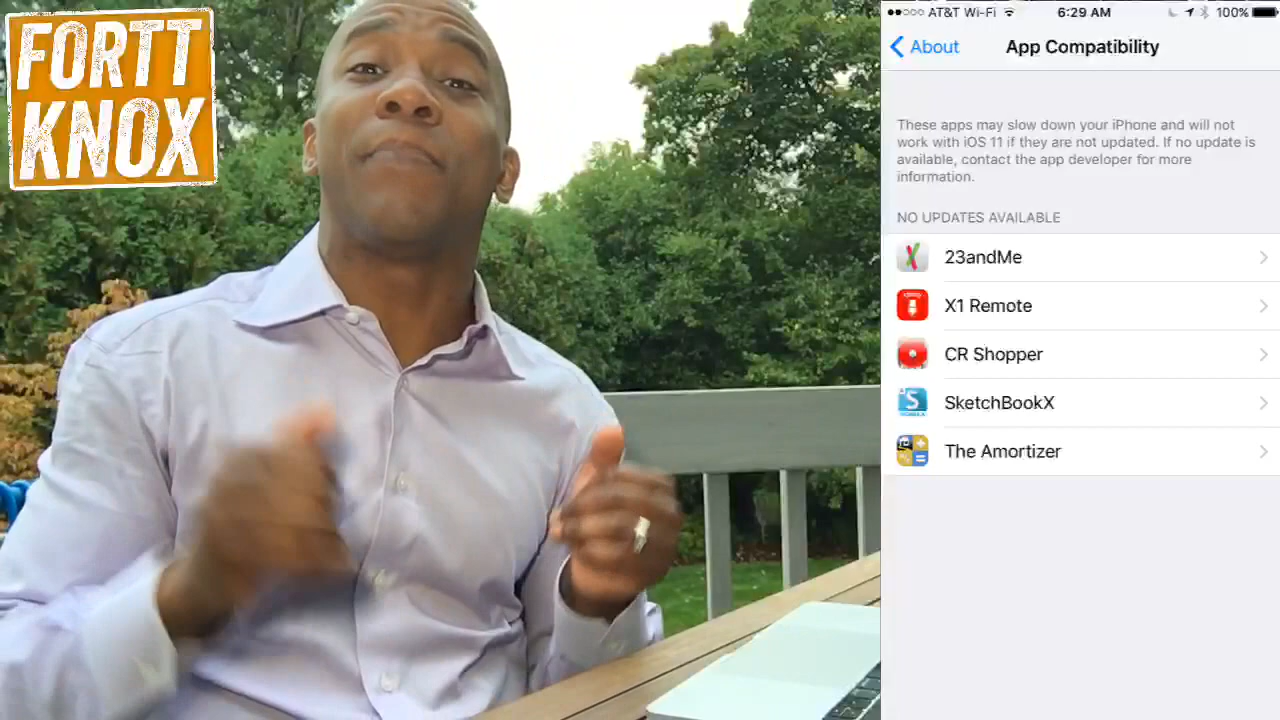 FORTT
KNOX
AT&T Wi-Fi 6:29 AM 100%
About App Compatibility
These apps may slow down your iPhone and will not
work with iOS 11 if they are not updated. If no update is
available, contact the app developer for more
information.
NO UPDATES AVAILABLE
23andMe
X1 Remote
CR Shopper
SketchBookX
The Amortizer